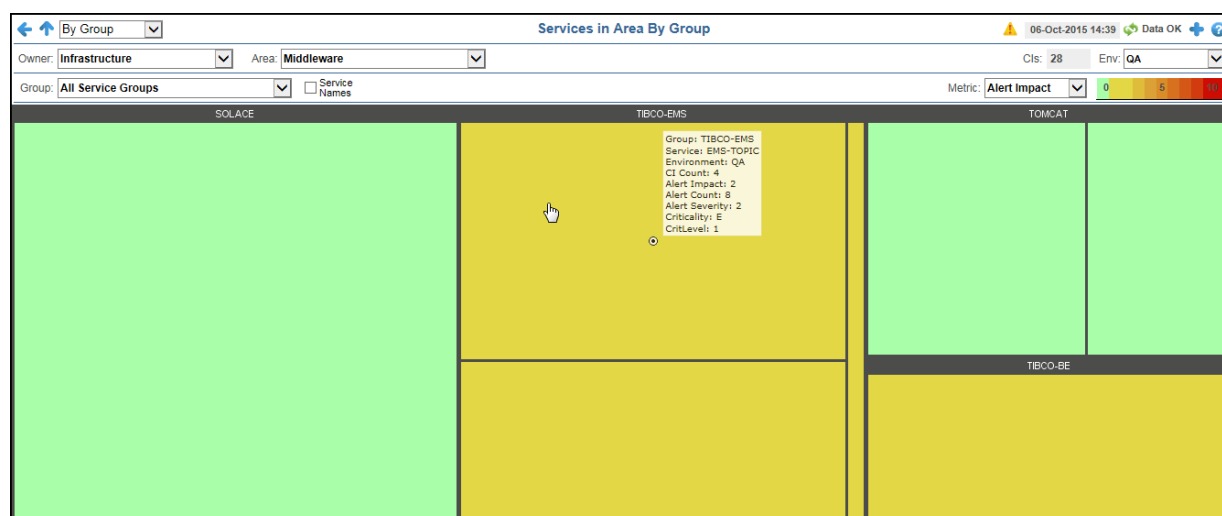 By Group
Services in Area By Group
06-Oct-2015 14:39
Data OK
Owner: Infrastructure
Area: Middleware
CIs: 28
Env: QA
Group: All Service Groups
Service
Names
Metric: Alert Impact
0 5 10
SOLACE
TIBCO-EMS
TOMCAT
Group: TIBCO-EMS
Service: EMS-TOPIC
Environment: QA
CI Count: 4
Alert Impact: 2
Alert Count: 8
Alert Severity: 2
Criticality: E
CritLevel: 1
TIBCO-BE